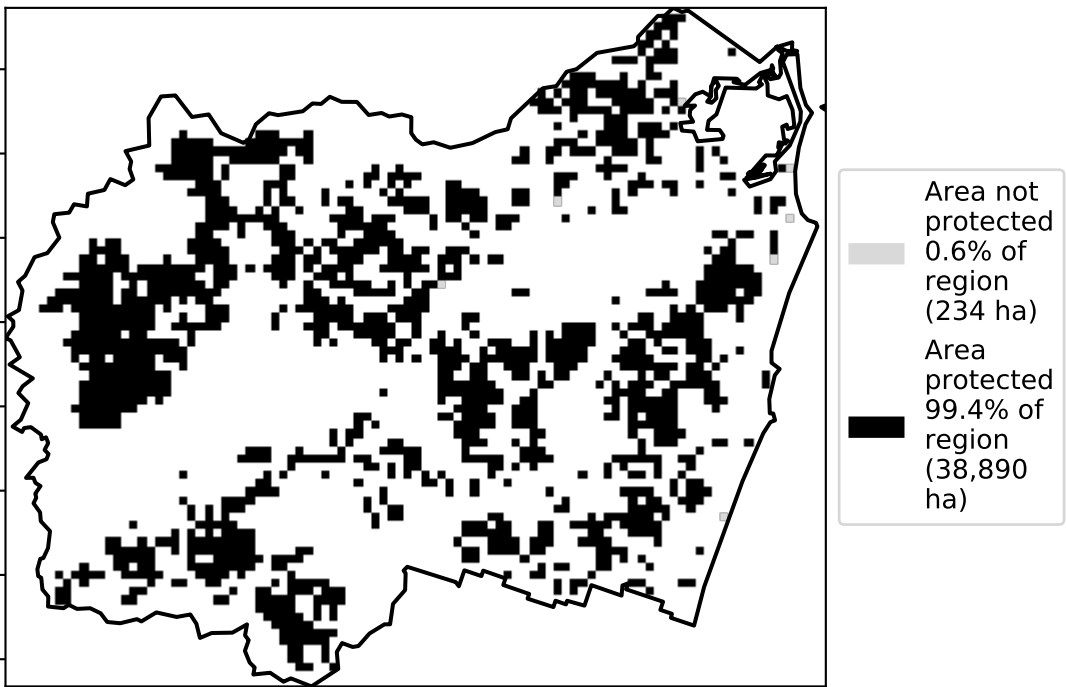 Area not
protected
0.6% of
region
(234 ha)
Area
protected
99.4% of
region
(38,890
ha)